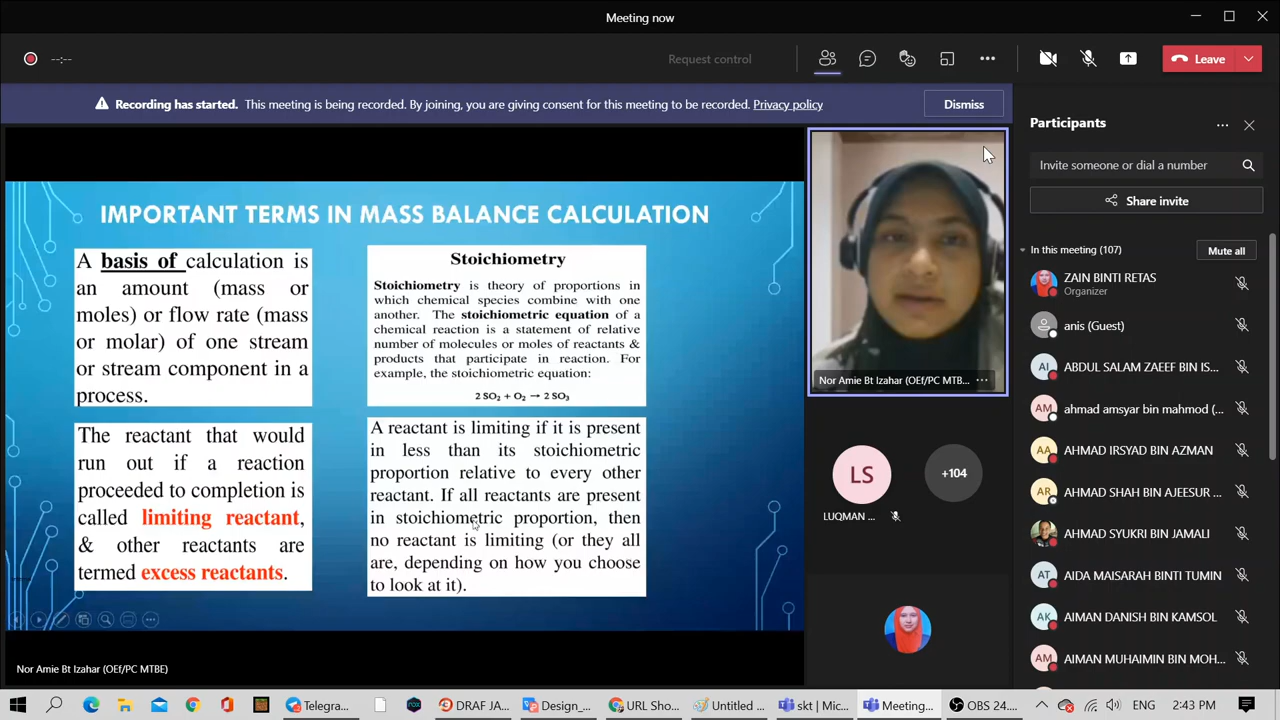 Meeting now
--:--
Request control
Leave
Recording has started. This meeting is being recorded. By joining, you are giving consent for this meeting to be recorded. Privacy policy
Dismiss
IMPORTANT TERMS IN MASS BALANCE CALCULATION
A basis of calculation is
an amount (mass or
moles) or flow rate (mass
or molar) of one stream
or stream component in a
process.
Stoichiometry
Stoichiometry is theory of proportions in
which chemical species combine with one
another. The stoichiometric equation of a
chemical reaction is a statement of relative
number of molecules or moles of reactants &
products that participate in reaction. For
example, the stoichiometric equation:
2 SO₂ + O₂ → 2 SO₃
The reactant that would
run out if a reaction
proceeded to completion is
called limiting reactant,
& other reactants are
termed excess reactants.
A reactant is limiting if it is present
in less than its stoichiometric
proportion relative to every other
reactant. If all reactants are present
in stoichiometric proportion, then
no reactant is limiting (or they all
are, depending on how you choose
to look at it).
Nor Amie Bt Izahar (OEf/PC MTBE)
Nor Amie Bt Izahar (OEf/PC MTB...
LS
LUQMAN ...
+104
Participants
Invite someone or dial a number
Share invite
In this meeting (107)
Mute all
ZAIN BINTI RETAS
Organizer
anis (Guest)
AI
ABDUL SALAM ZAEEF BIN IS...
AM
ahmad amsyar bin mahmod (...
AA
AHMAD IRSYAD BIN AZMAN
AR
AHMAD SHAH BIN AJEESUR ...
AHMAD SYUKRI BIN JAMALI
AT
AIDA MAISARAH BINTI TUMIN
AK
AIMAN DANISH BIN KAMSOL
AM
AIMAN MUHAIMIN BIN MOH...
Telegra...
DRAF JA...
Design_...
URL Sho...
Untitled ...
skt | Mic...
Meeting...
OBS 24....
ENG
2:43 PM